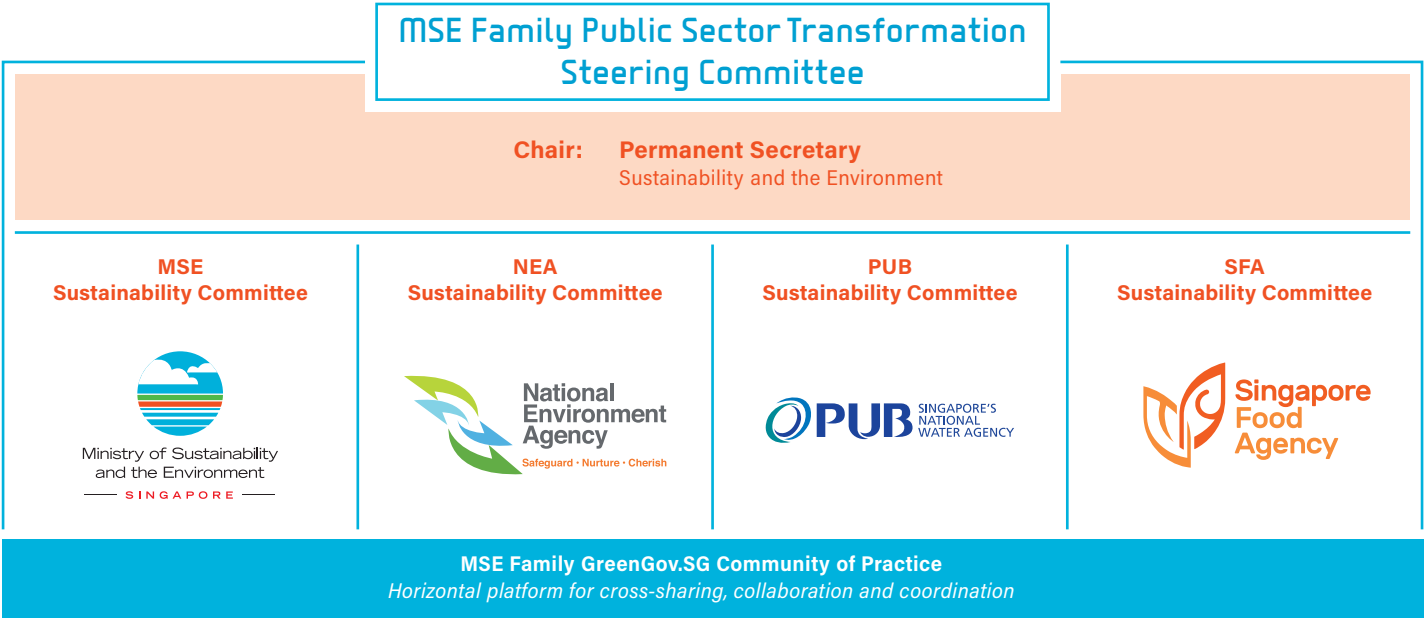 MSE Family Public Sector Transformation
Steering Committee
Chair: Permanent Secretary
Sustainability and the Environment
MSE
Sustainability Committee
NEA
Sustainability Committee
PUB
Sustainability Committee
SFA
Sustainability Committee
Ministry of Sustainability
and the Environment
SINGAPORE
National
Environment
Agency
Safeguard · Nurture · Cherish
PUB
SINGAPORE'S
NATIONAL
WATER AGENCY
Singapore
Food
Agency
MSE Family GreenGov.SG Community of Practice
Horizontal platform for cross-sharing, collaboration and coordination